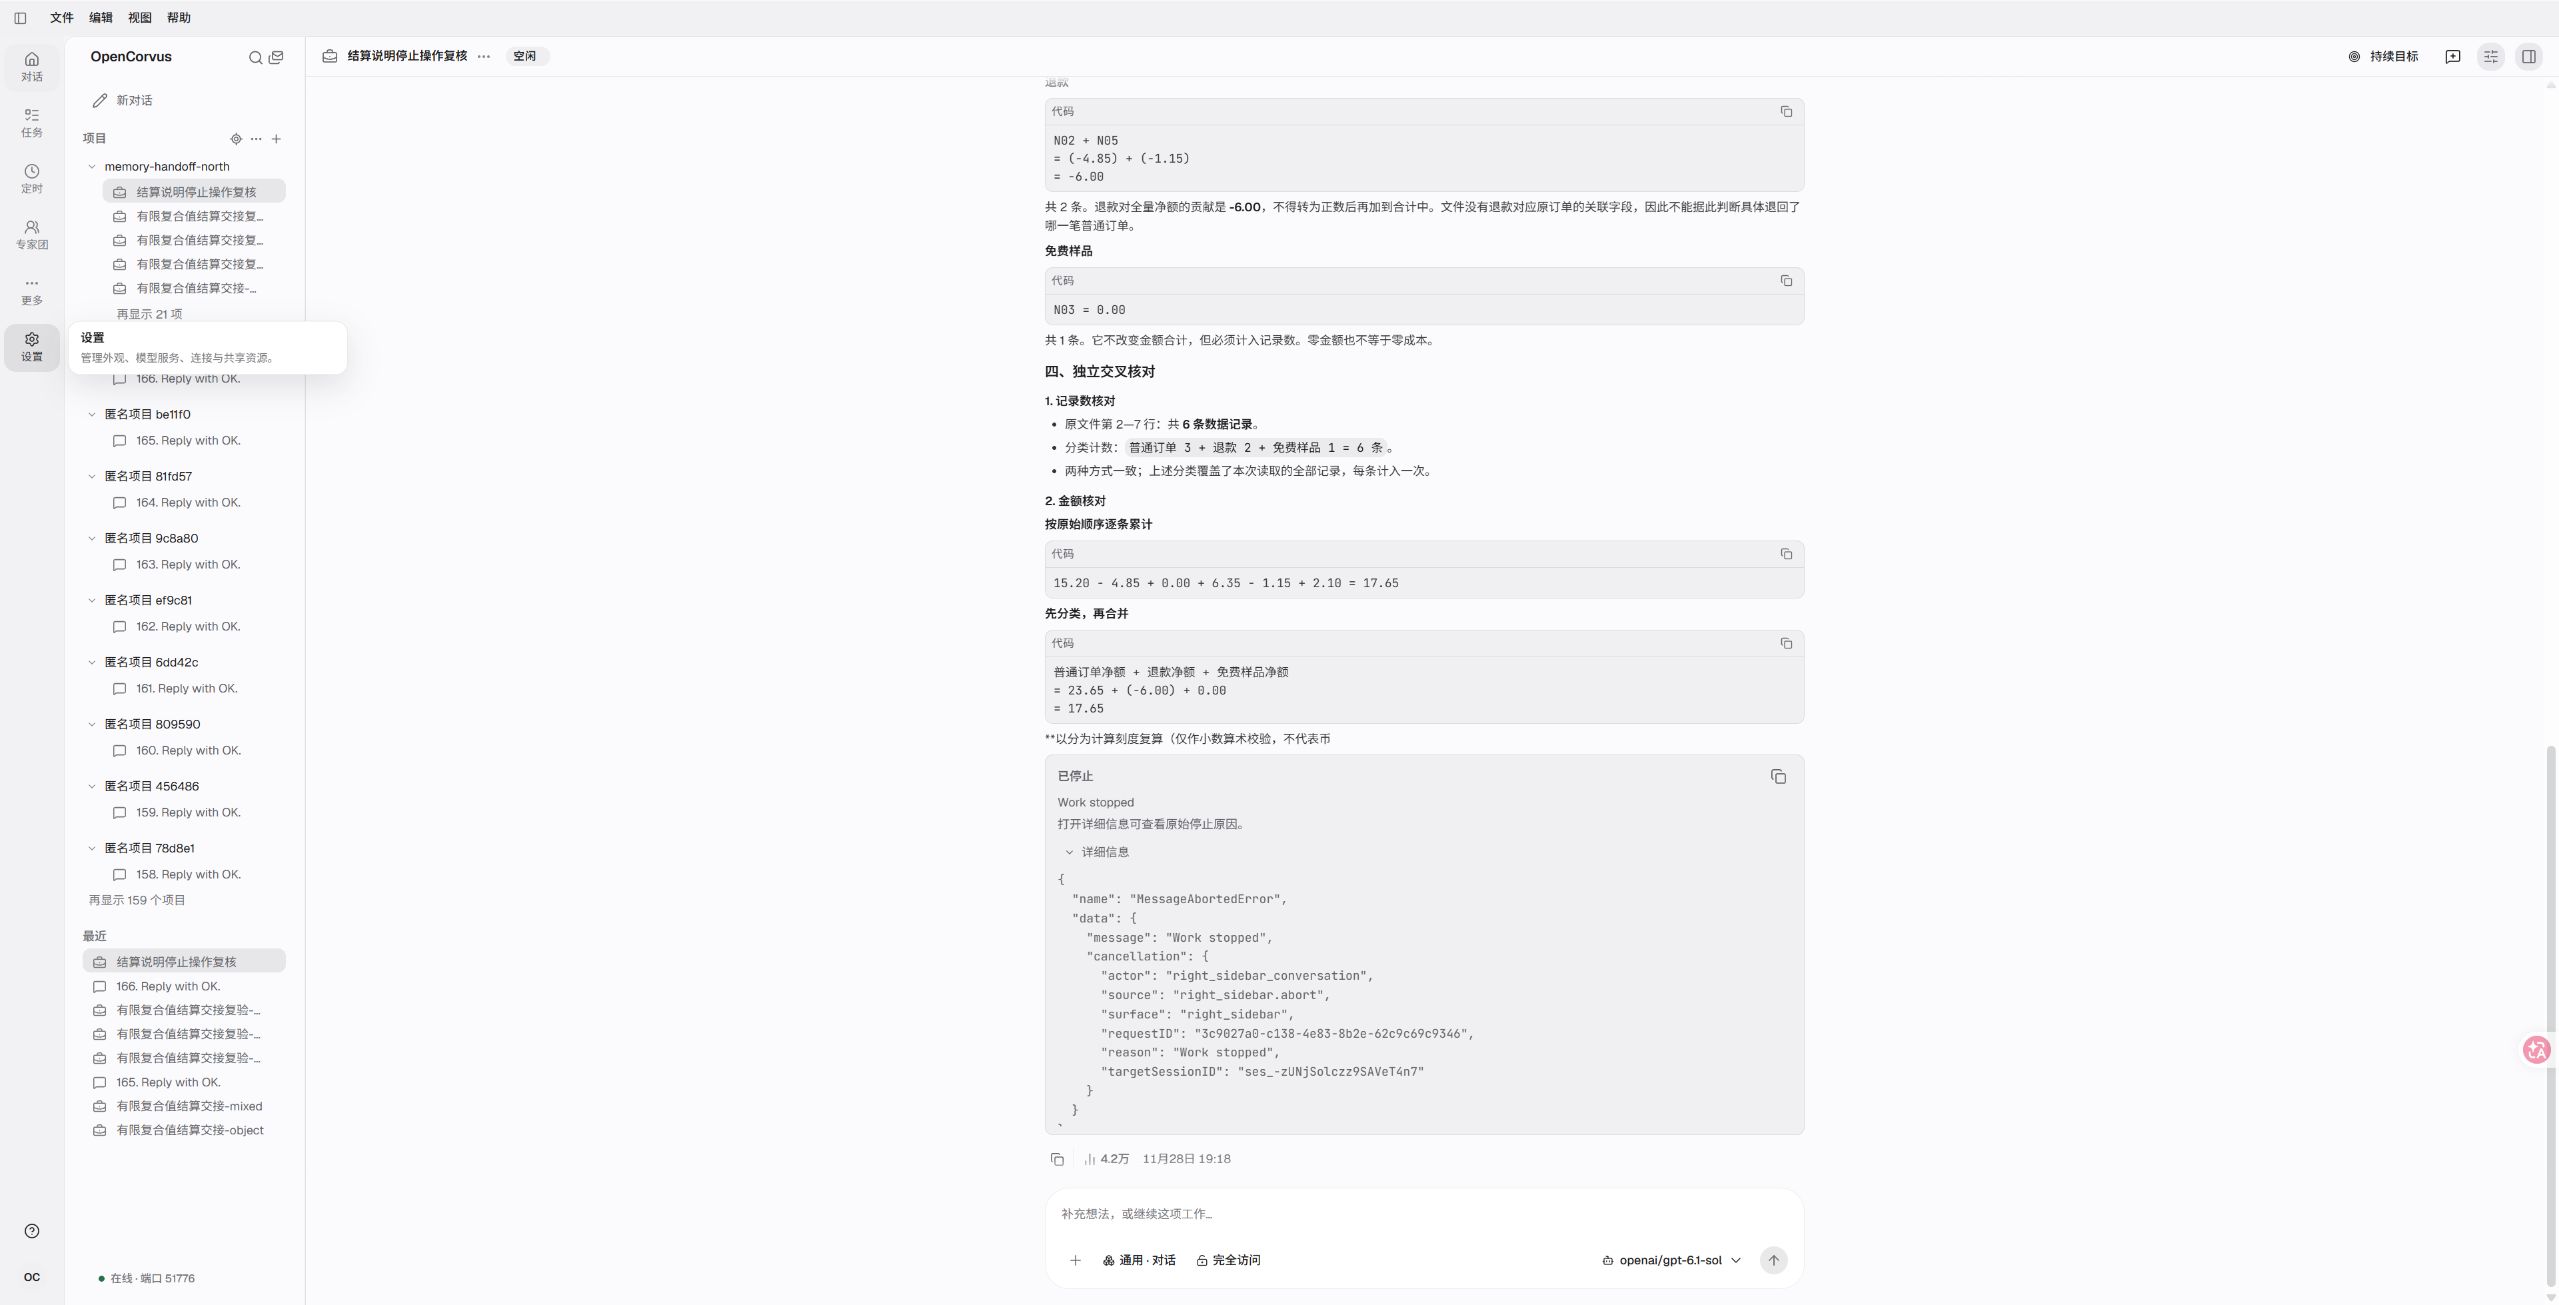 文件 编辑 视图 帮助
对话
任务
定时
专家团
更多
设置
OpenCorvus
新对话
项目
memory-handoff-north
结算说明停止操作复核
有限复合值结算交接复...
有限复合值结算交接复...
有限复合值结算交接复...
有限复合值结算交接-...
再显示 21 项
设置
管理外观、模型服务、连接与共享资源。
166. Reply with OK.
匿名项目 be11f0
165. Reply with OK.
匿名项目 81fd57
164. Reply with OK.
匿名项目 9c8a80
163. Reply with OK.
匿名项目 ef9c81
162. Reply with OK.
匿名项目 6dd42c
161. Reply with OK.
匿名项目 809590
160. Reply with OK.
匿名项目 456486
159. Reply with OK.
匿名项目 78d8e1
158. Reply with OK.
再显示 159 个项目
最近
结算说明停止操作复核
166. Reply with OK.
有限复合值结算交接复验-...
有限复合值结算交接复验-...
有限复合值结算交接复验-...
165. Reply with OK.
有限复合值结算交接-mixed
有限复合值结算交接-object
OC
在线 · 端口 51776
结算说明停止操作复核 ... 空闲
持续目标
退款
代码
N02 + N05
= (-4.85) + (-1.15)
= -6.00
共 2 条。退款对全量净额的贡献是 -6.00，不得转为正数后再加到合计中。文件没有退款对应原订单的关联字段，因此不能据此判断具体退回了
哪一笔普通订单。
免费样品
代码
N03 = 0.00
共 1 条。它不改变金额合计，但必须计入记录数。零金额也不等于零成本。
四、独立交叉核对
1. 记录数核对
• 原文件第 2—7 行：共 6 条数据记录。
• 分类计数：普通订单 3 + 退款 2 + 免费样品 1 = 6 条。
• 两种方式一致；上述分类覆盖了本次读取的全部记录，每条计入一次。
2. 金额核对
按原始顺序逐条累计
代码
15.20 - 4.85 + 0.00 + 6.35 - 1.15 + 2.10 = 17.65
先分类，再合并
代码
普通订单净额 + 退款净额 + 免费样品净额
= 23.65 + (-6.00) + 0.00
= 17.65
**以分为计算刻度复算（仅作小数算术校验，不代表币
已停止
Work stopped
打开详细信息可查看原始停止原因。
详细信息
{
"name": "MessageAbortedError",
"data": {
"message": "Work stopped",
"cancellation": {
"actor": "right_sidebar_conversation",
"source": "right_sidebar.abort",
"surface": "right_sidebar",
"requestID": "3c9027a0-c138-4e83-8b2e-62c9c69c9346",
"reason": "Work stopped",
"targetSessionID": "ses_-zUNjSolczz9SAVeT4n7"
}
}
4.2万 11月28日 19:18
补充想法，或继续这项工作...
通用 · 对话 完全访问 openai/gpt-6.1-sol